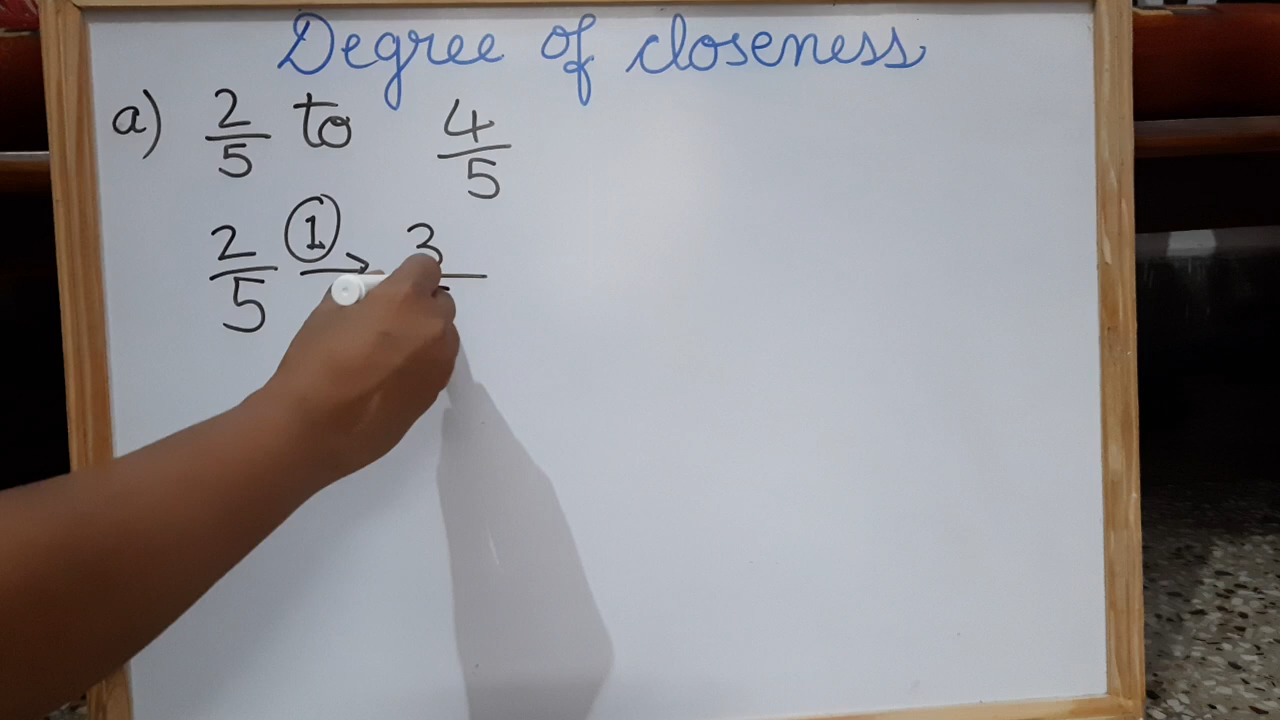 Degree of closeness
a) 2/5 to 4/5
2/5 ① → 3/